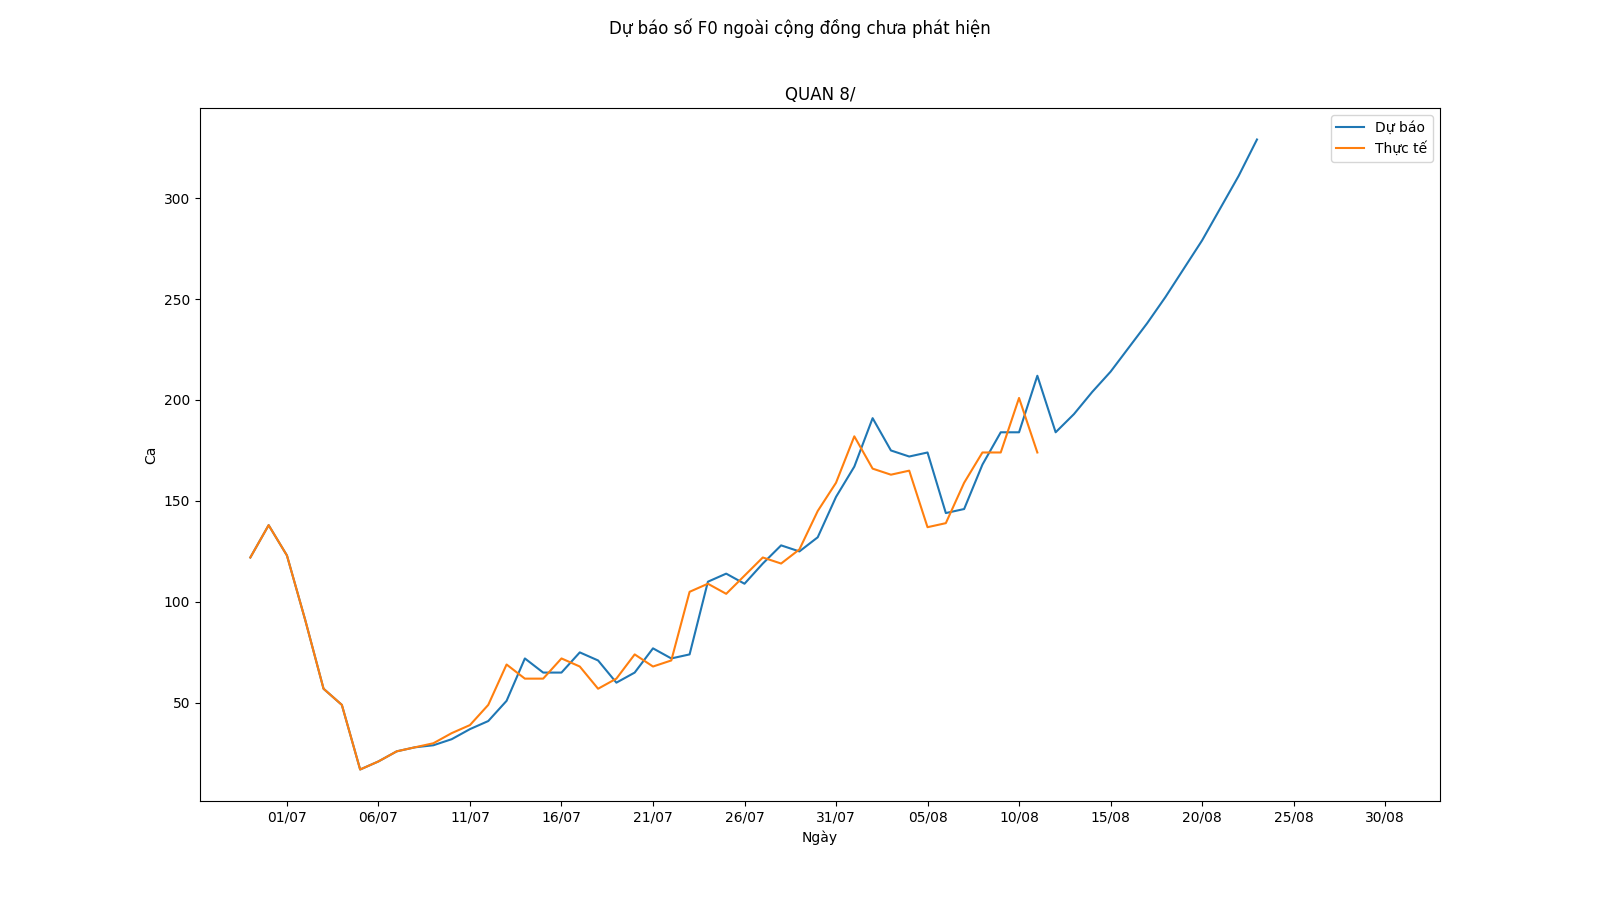 Dự báo số F0 ngoài cộng đồng chưa phát hiện
QUAN 8/
Dự báo
Thực tế
300
250
200
150
100
50
Ca
01/07 06/07 11/07 16/07 21/07 26/07 31/07 05/08 10/08 15/08 20/08 25/08 30/08
Ngày